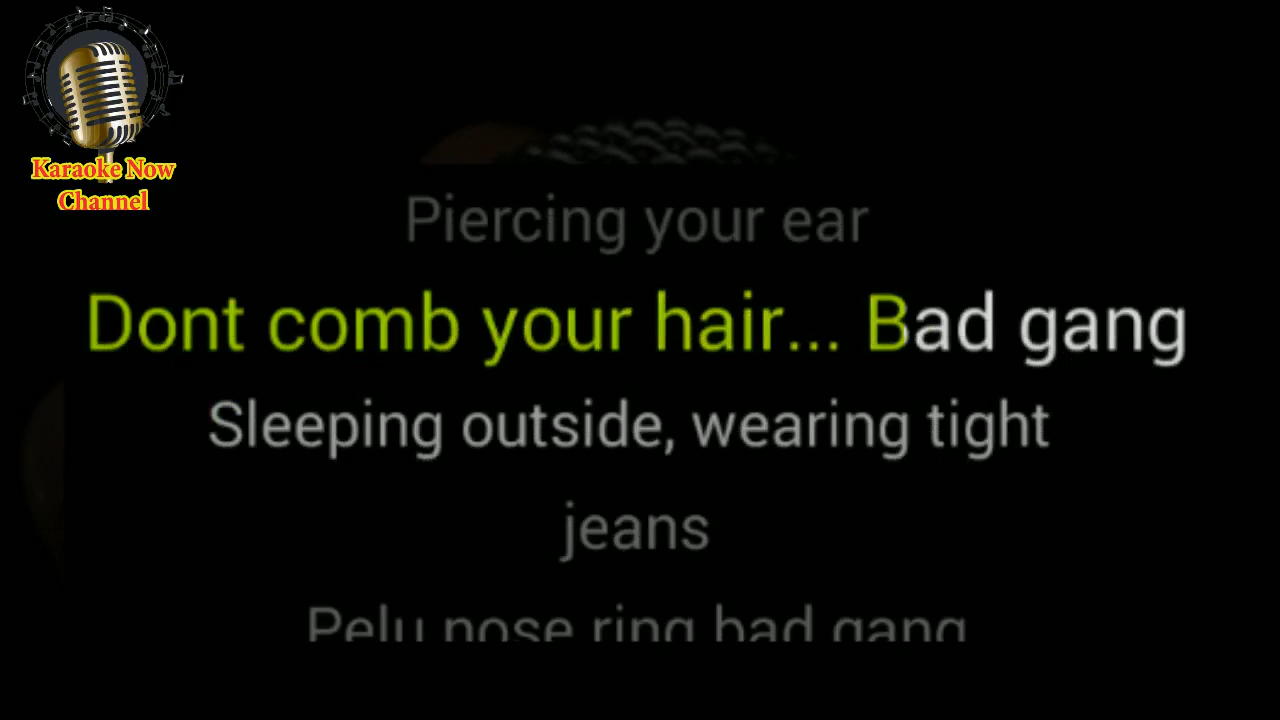 Karaoke Now
Channel
Piercing your ear
Dont comb your hair... Bad gang
Sleeping outside, wearing tight
jeans
Pelu nose ring bad gang